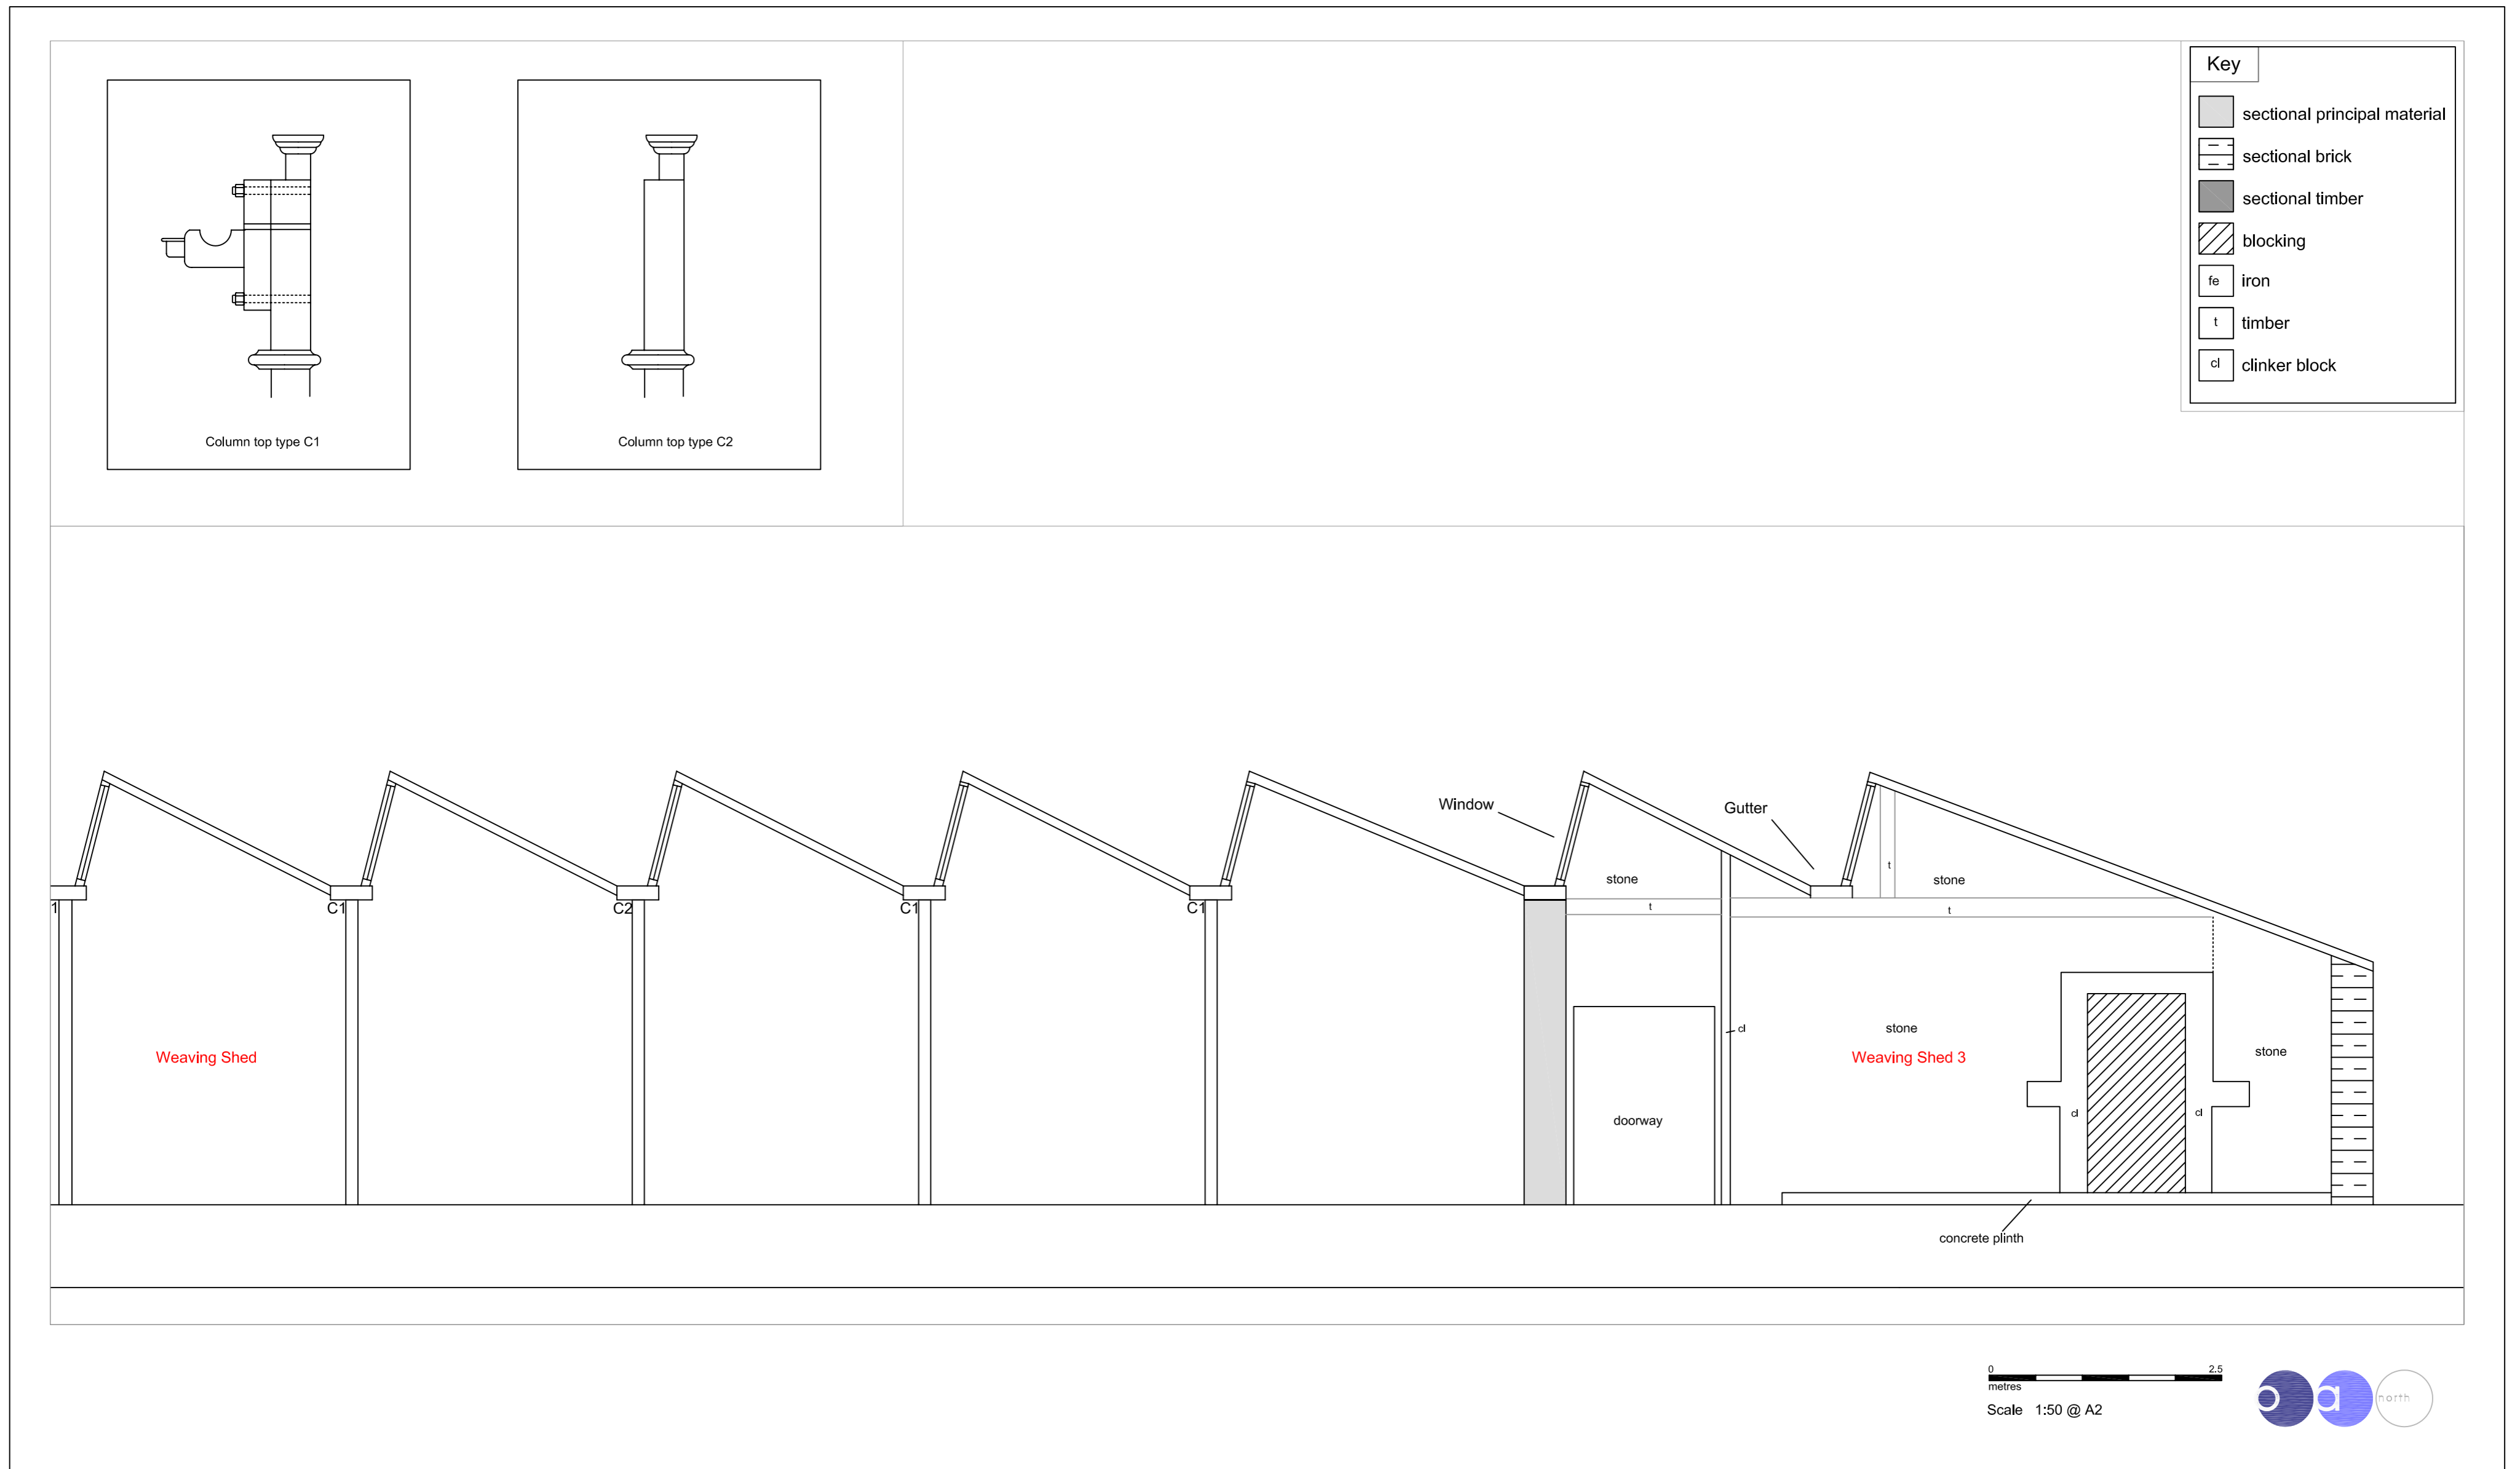 Key
sectional principal material
sectional brick
sectional timber
blocking
fe iron
t timber
cl clinker block
Column top type C1
Column top type C2
Window
Gutter
t
stone
stone
1
C1
C2
C1
C1
t
t
cl
stone
Weaving Shed
Weaving Shed 3
stone
cl
cl
doorway
concrete plinth
0 2.5
metres
Scale 1:50 @ A2
oa north